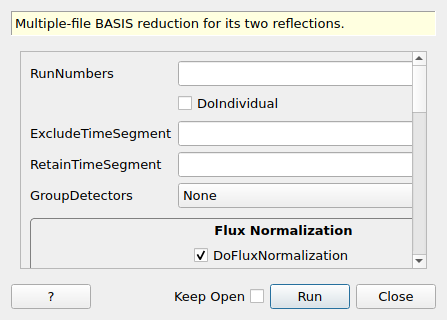 Multiple-file BASIS reduction for its two reflections.
RunNumbers
DoIndividual
ExcludeTimeSegment
RetainTimeSegment
GroupDetectors None
Flux Normalization
DoFluxNormalization
? Keep Open Run Close